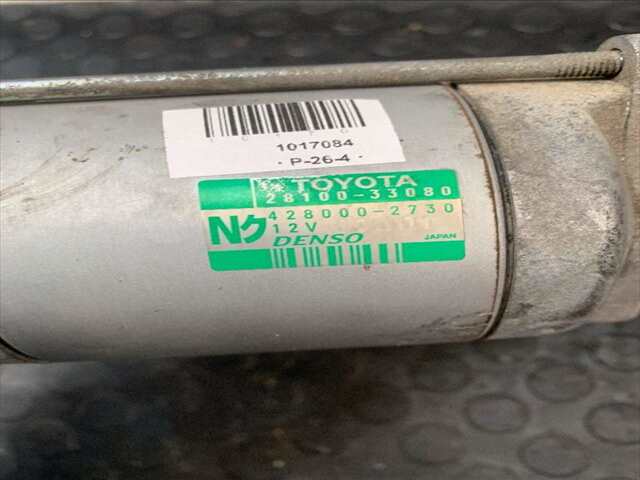 1017084
- P-26-4 -
TOYOTA
28100-33080
Nク 428000-2730
12V
DENSO JAPAN